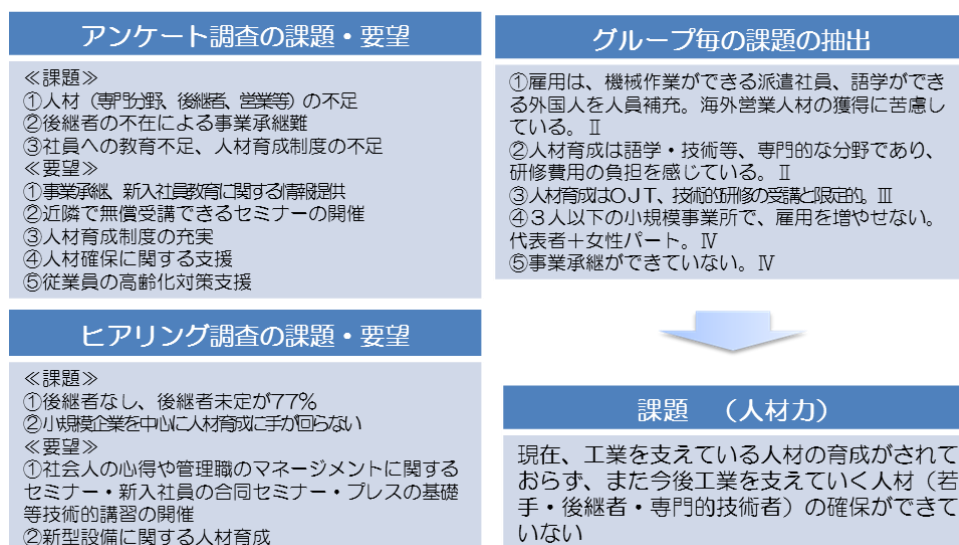 アンケート調査の課題・要望
≪課題≫
①人材（専門分野、後継者、営業等）の不足
②後継者の不在による事業承継難
③社員への教育不足、人材育成制度の不足
≪要望≫
①事業承継、新入社員教育に関する情報提供
②近隣で無償受講できるセミナーの開催
③人材育成制度の充実
④人材確保に関する支援
⑤従業員の高齢化対策支援
ヒアリング調査の課題・要望
≪課題≫
①後継者なし、後継者未定が77％
②小規模企業を中心に人材育成に手が回らない
≪要望≫
①社会人の心得や管理職のマネージメントに関する
セミナー・新入社員の合同セミナー・プレスの基礎
等技術的講習の開催
②新型設備に関する人材育成
グループ毎の課題の抽出
①雇用は、機械作業ができる派遣社員、語学ができ
る外国人を人員補充。海外営業人材の獲得に苦慮し
ている。Ⅱ
②人材育成は語学・技術等、専門的な分野であり、
研修費用の負担を感じている。Ⅱ
③人材育成はＯＪＴ、技術的研修の受講と限定的。Ⅲ
④３人以下の小規模事業所で、雇用を増やせない。
代表者＋女性パート。Ⅳ
⑤事業承継ができていない。Ⅳ
課題　（人材力）
現在、工業を支えている人材の育成がされて
おらず、また今後工業を支えていく人材（若
手・後継者・専門的技術者）の確保ができて
いない